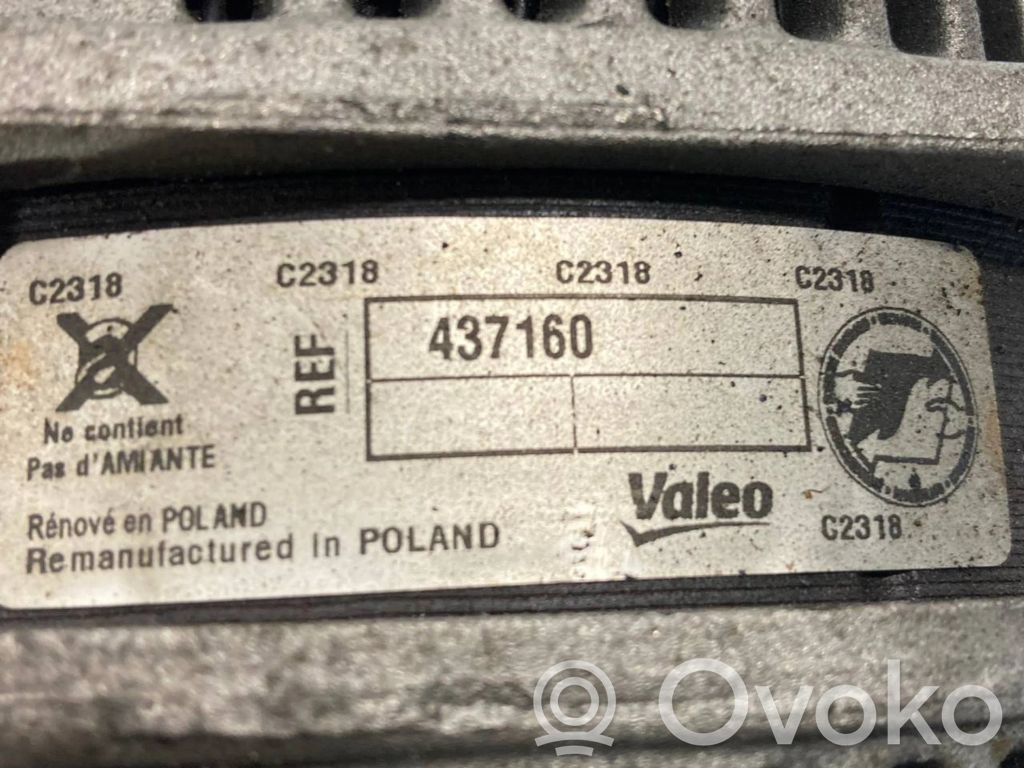 C2318 C2318 C2318 C2318
REF
437160
Ne contient
Pas d'AMIANTE
Rénové en POLAND
Remanufactured in POLAND
Valeo
C2318
Ovoko